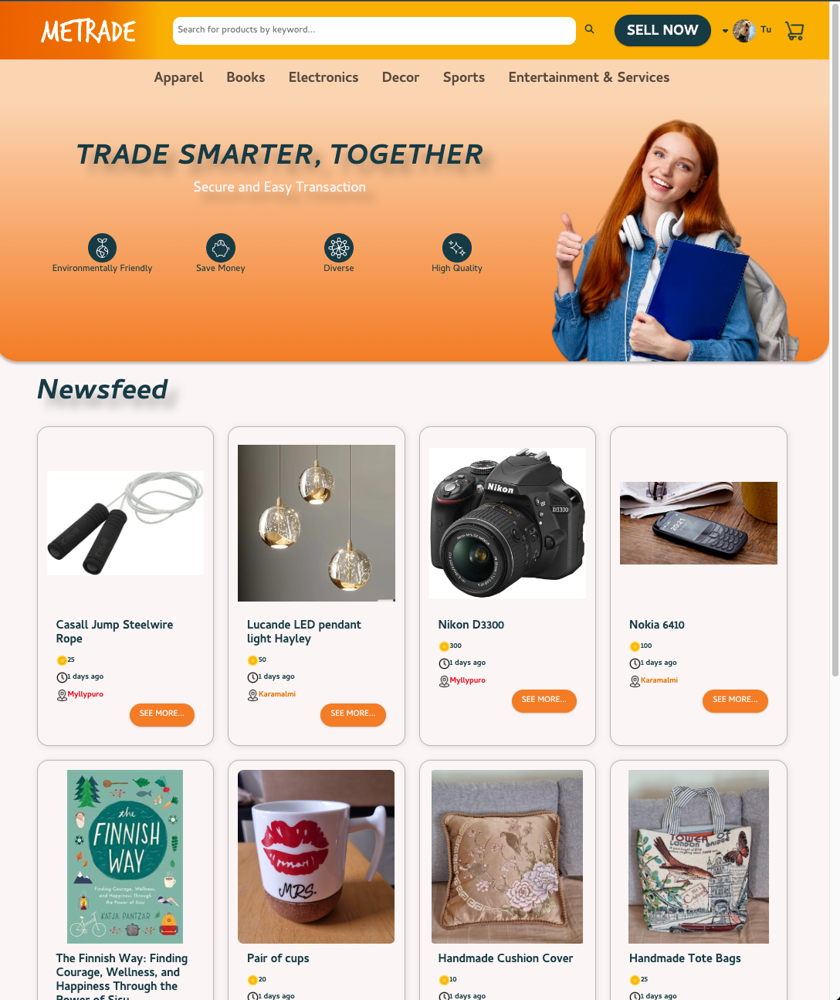 METRADE
Search for products by keyword...
SELL NOW
Tu
Apparel Books Electronics Decor Sports Entertainment & Services
TRADE SMARTER, TOGETHER
Secure and Easy Transaction
Environmentally Friendly
Save Money
Diverse
High Quality
Newsfeed
Nikon
D3300
20:21
Casall Jump Steelwire
Rope
25
1 days ago
Myllypuro
SEE MORE...
Lucande LED pendant
light Hayley
50
1 days ago
Karamalmi
SEE MORE...
Nikon D3300
300
1 days ago
Myllypuro
SEE MORE...
Nokia 6410
100
1 days ago
Karamalmi
SEE MORE...
the
FINNISH
WAY
Finding Courage, Wellness,
and Happiness Through
the Power of Sisu
KATJA PANTZAR
The Finnish Way: Finding
Courage, Wellness, and
Happiness Through the
Power of Sisu
MRS.
Pair of cups
20
1 days ago
Handmade Cushion Cover
10
1 days ago
TOWER OF
LONDON BRIDGE
Handmade Tote Bags
25
1 days ago